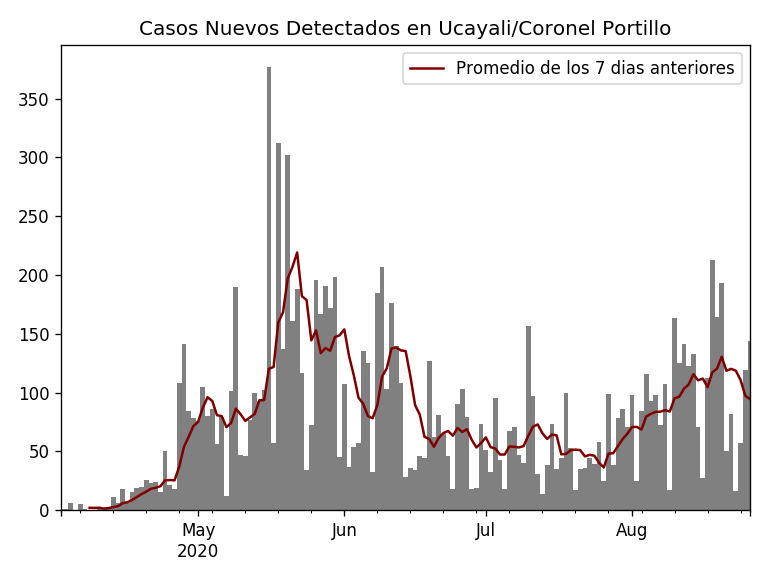 Casos Nuevos Detectados en Ucayali/Coronel Portillo
Promedio de los 7 dias anteriores
350
300
250
200
150
100
50
0
May
2020
Jun
Jul
Aug